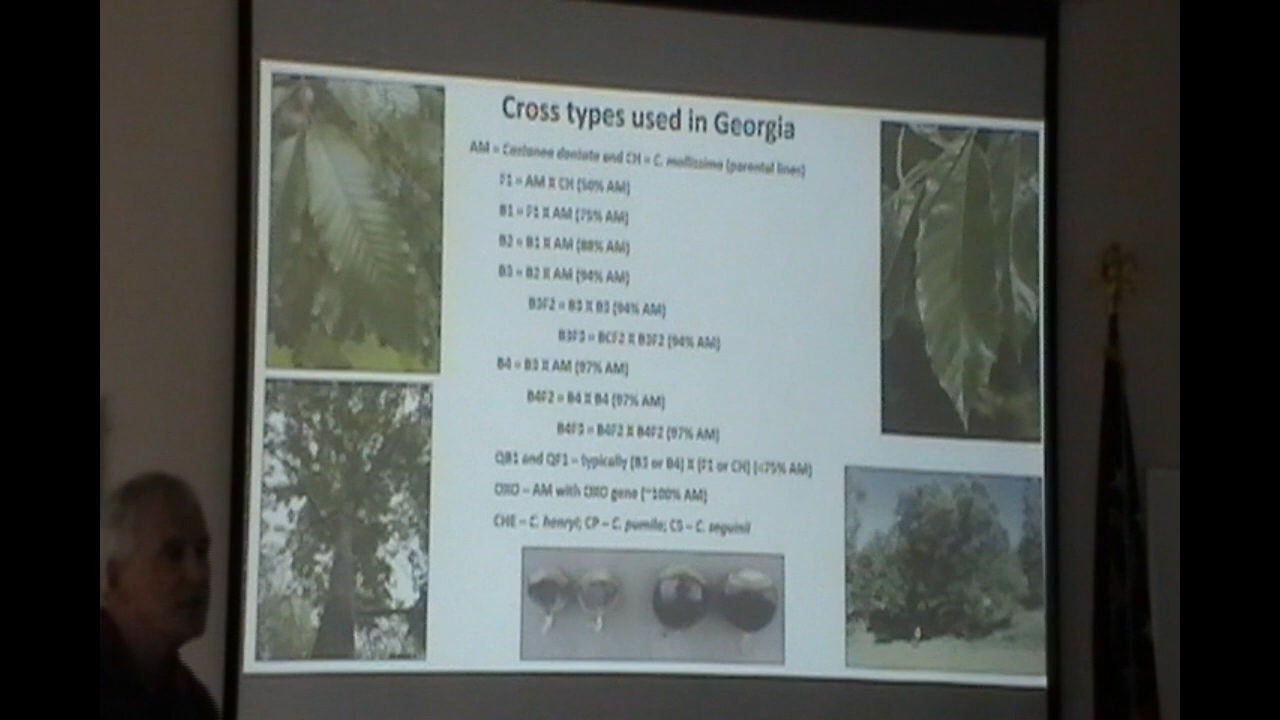 Cross types used in Georgia
AM = Castanea dentata and CH = C. mollissima (parental lines)
F1 = AM X CH (50% AM)
B1 = F1 X AM (75% AM)
B2 = B1 X AM (88% AM)
B3 = B2 X AM (94% AM)
B3F2 = B3 X B3 (94% AM)
B3F3 = BCF2 X B3F2 (94% AM)
B4 = B3 X AM (97% AM)
B4F2 = B4 X B4 (97% AM)
B4F3 = B4F2 X B4F2 (97% AM)
QB1 and QF1 – typically (B3 or B4) X (F1 or CH) (<75% AM)
OXO – AM with OXO gene (~100% AM)
CHE – C. henryi; CP – C. pumila; CS – C. seguinii